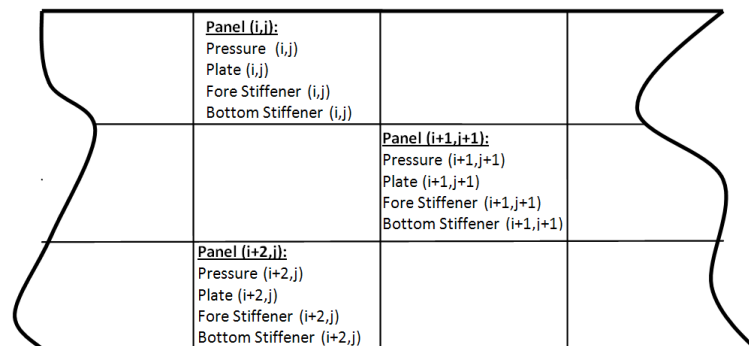 Panel (i,j):
Pressure (i,j)
Plate (i,j)
Fore Stiffener (i,j)
Bottom Stiffener (i,j)
Panel (i+1,j+1):
Pressure (i+1,j+1)
Plate (i+1,j+1)
Fore Stiffener (i+1,j+1)
Bottom Stiffener (i+1,j+1)
Panel (i+2,j):
Pressure (i+2,j)
Plate (i+2,j)
Fore Stiffener (i+2,j)
Bottom Stiffener (i+2,j)